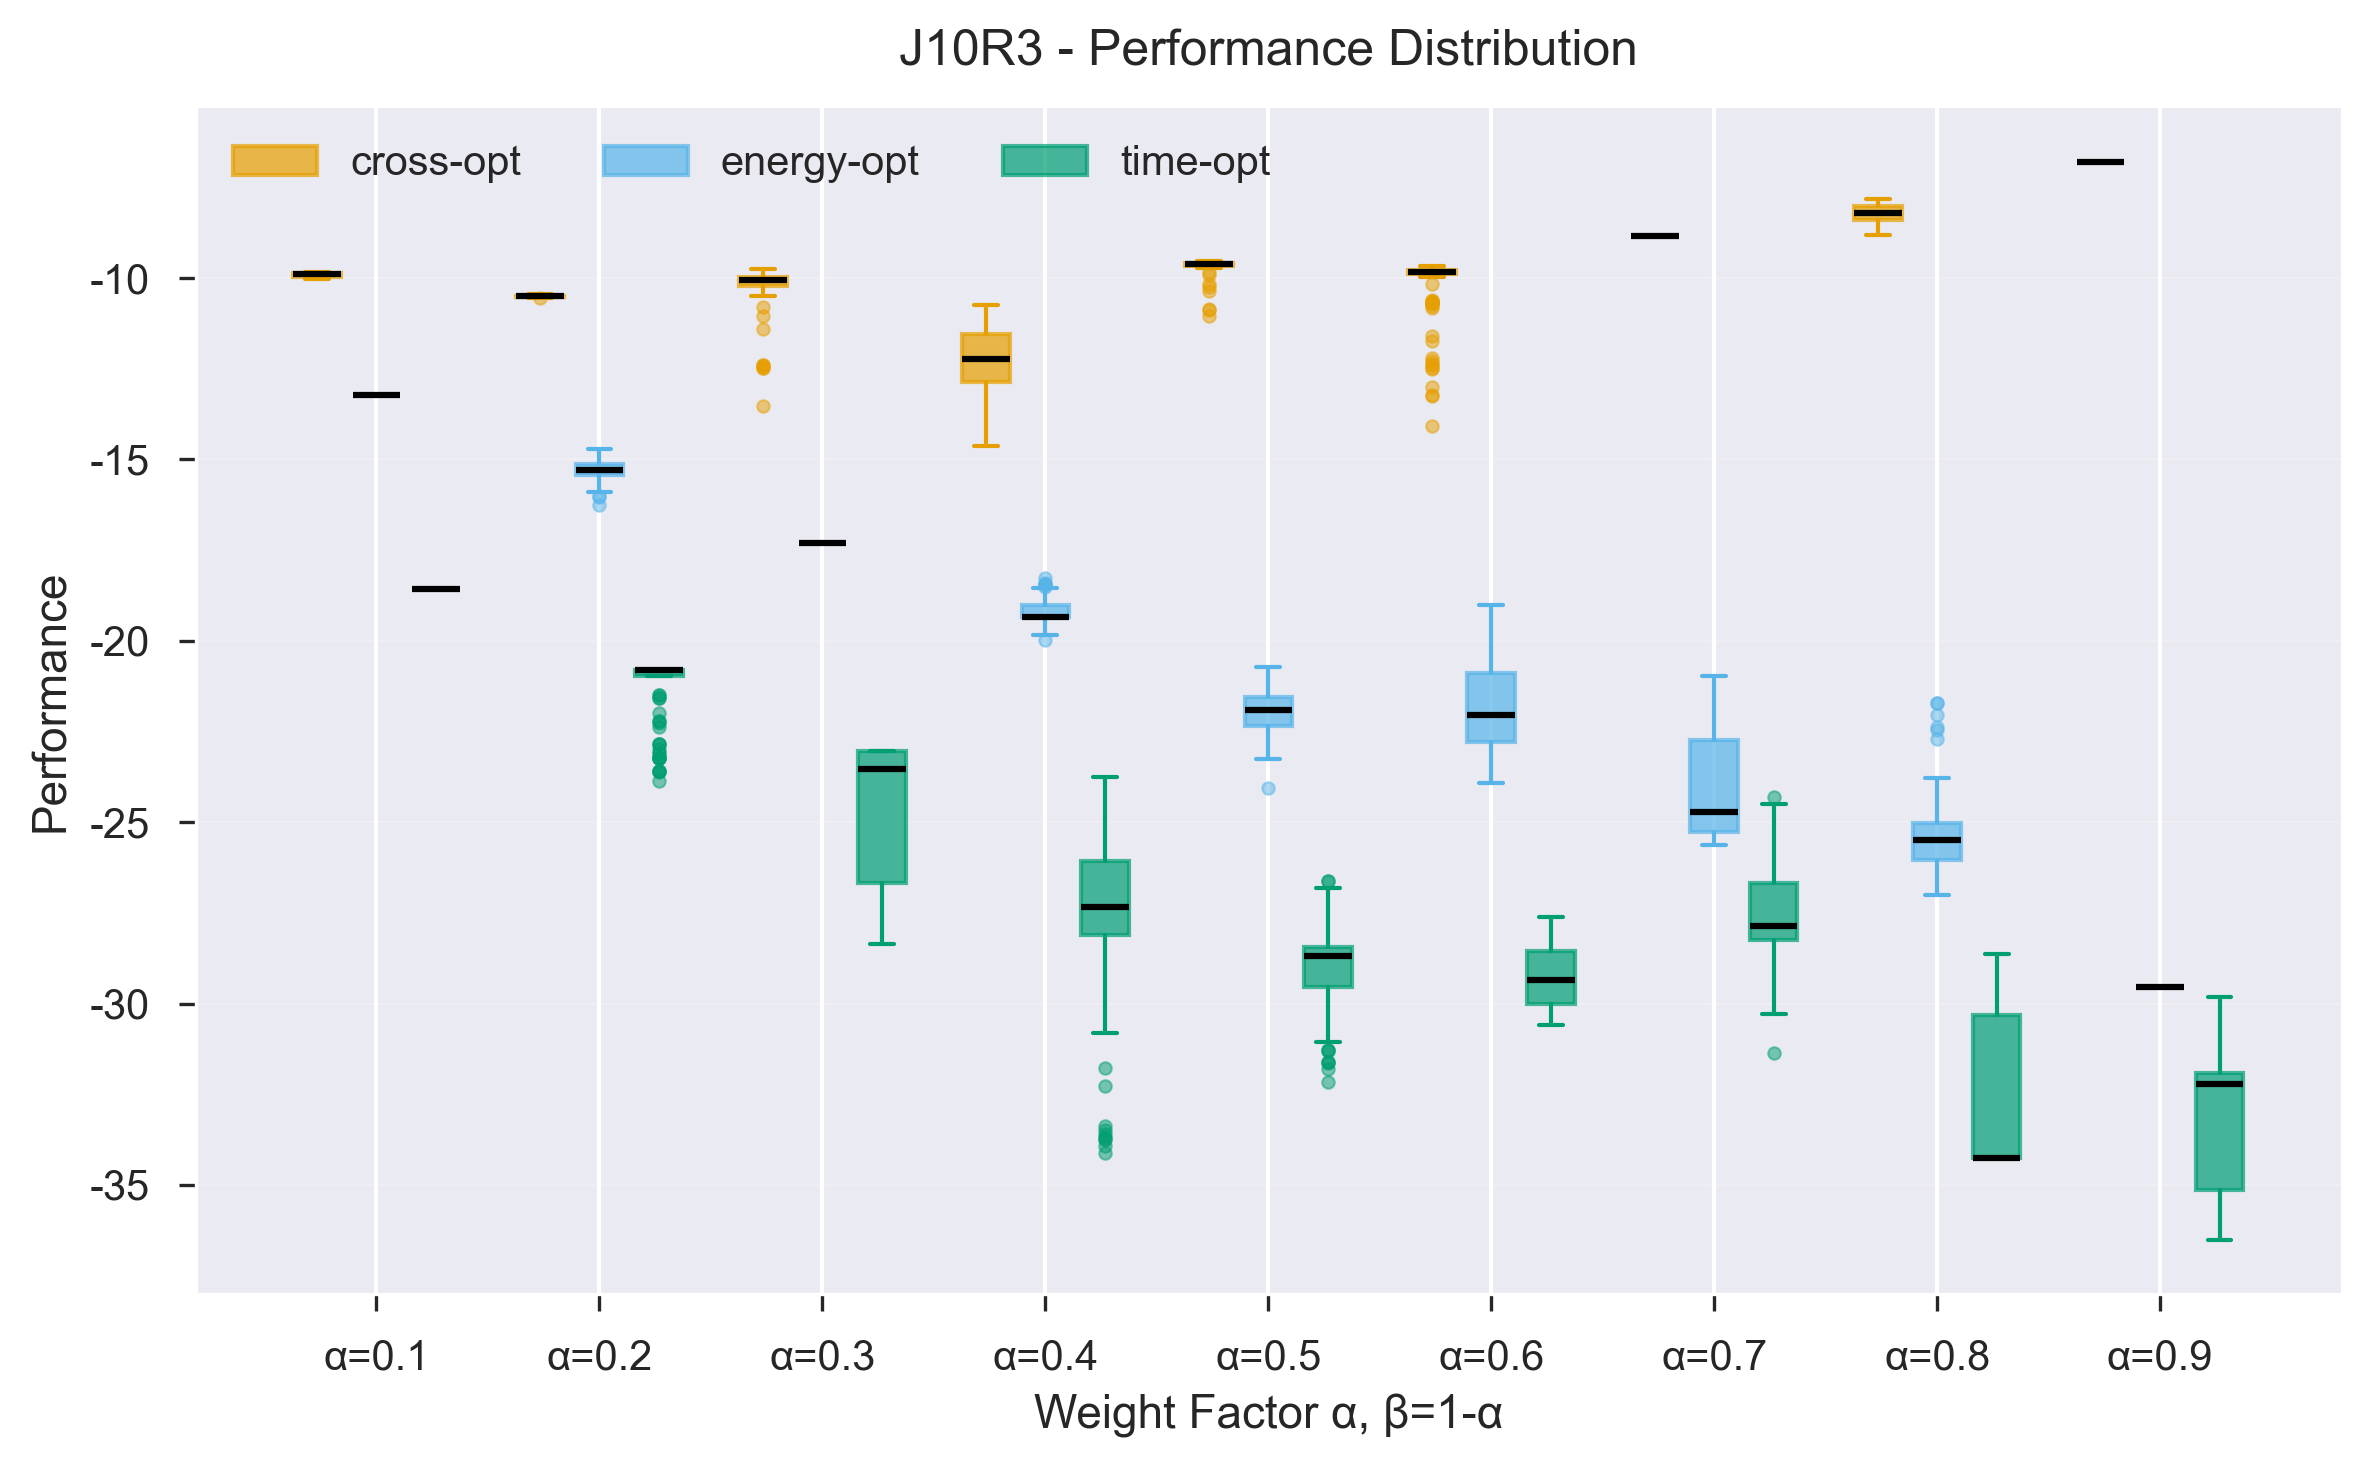 J10R3 - Performance Distribution
cross-opt energy-opt time-opt
Performance
-10
-15
-20
-25
-30
-35
α=0.1 α=0.2 α=0.3 α=0.4 α=0.5 α=0.6 α=0.7 α=0.8 α=0.9
Weight Factor α, β=1-α